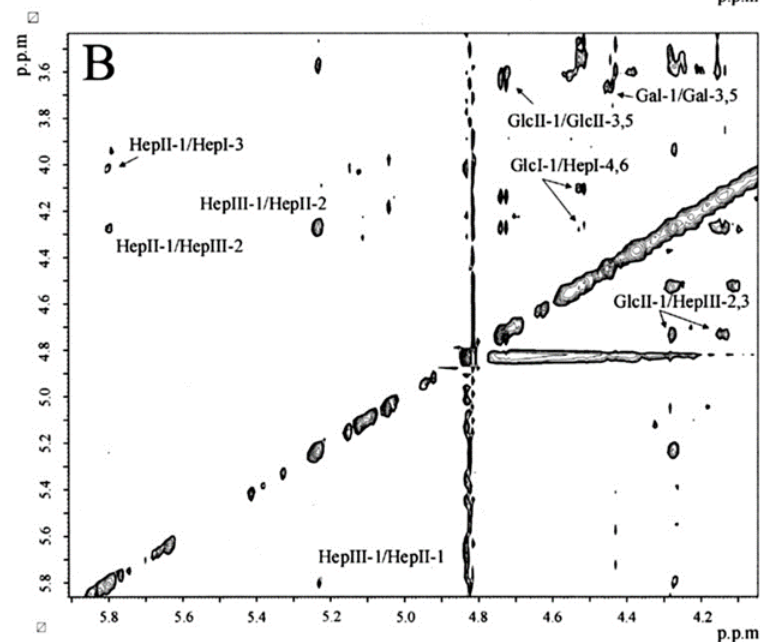 p.p.m
p.p.m
B
3.6
3.8
4.0
4.2
4.4
4.6
4.8
5.0
5.2
5.4
5.6
5.8
Gal-1/Gal-3,5
GlcII-1/GlcII-3,5
HepII-1/HepI-3
GlcI-1/HepI-4,6
HepIII-1/HepII-2
HepII-1/HepIII-2
GlcII-1/HepIII-2,3
HepIII-1/HepII-1
5.8 5.6 5.4 5.2 5.0 4.8 4.6 4.4 4.2
p.p.m